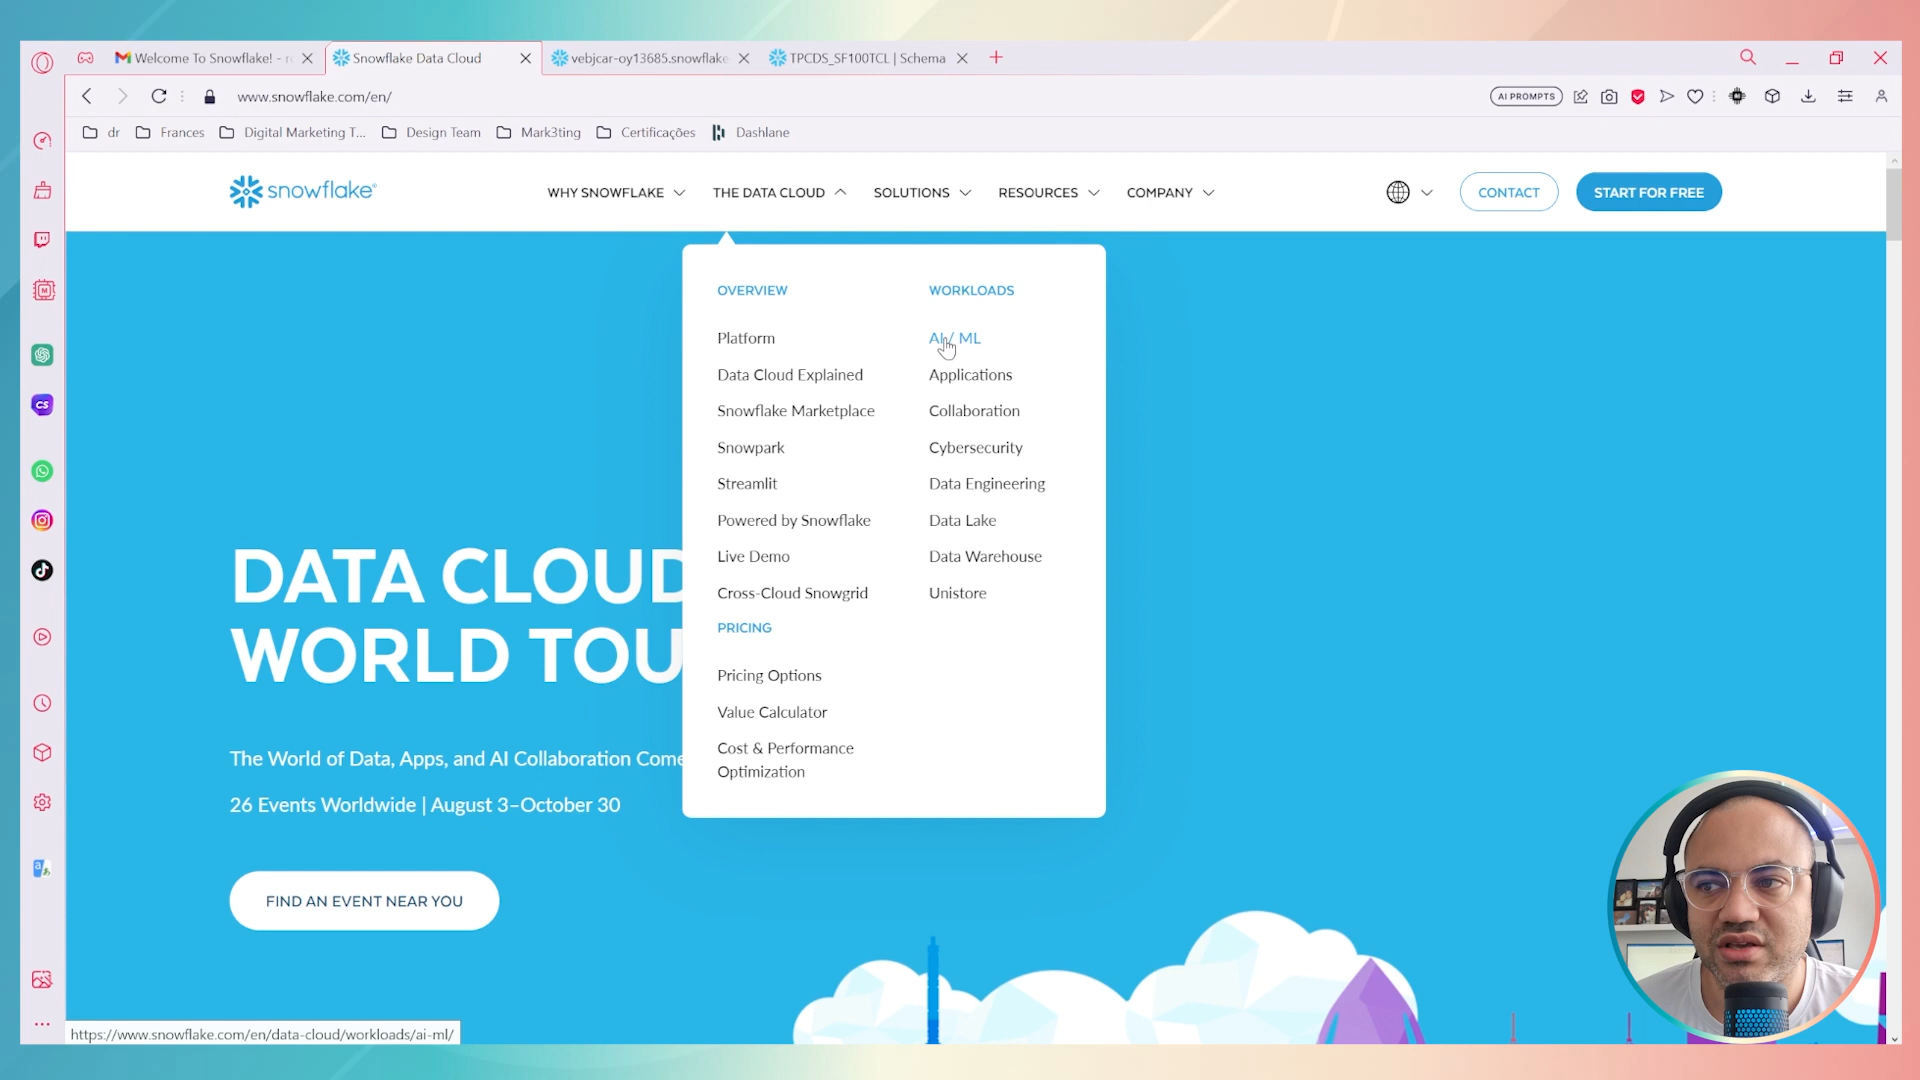 Welcome To Snowflake! - r
Snowflake Data Cloud
vebjcar-oy13685.snowflake
TPCDS_SF100TCL | Schema
www.snowflake.com/en/
AI PROMPTS
dr
Frances
Digital Marketing T...
Design Team
Mark3ting
Certificações
Dashlane
snowflake
WHY SNOWFLAKE
THE DATA CLOUD
SOLUTIONS
RESOURCES
COMPANY
CONTACT
START FOR FREE
OVERVIEW
Platform
Data Cloud Explained
Snowflake Marketplace
Snowpark
Streamlit
Powered by Snowflake
Live Demo
Cross-Cloud Snowgrid
PRICING
Pricing Options
Value Calculator
Cost & Performance
Optimization
WORKLOADS
AI / ML
Applications
Collaboration
Cybersecurity
Data Engineering
Data Lake
Data Warehouse
Unistore
DATA CLOUD
WORLD TOU
The World of Data, Apps, and AI Collaboration Come
26 Events Worldwide | August 3–October 30
FIND AN EVENT NEAR YOU
CS
https://www.snowflake.com/en/data-cloud/workloads/ai-ml/